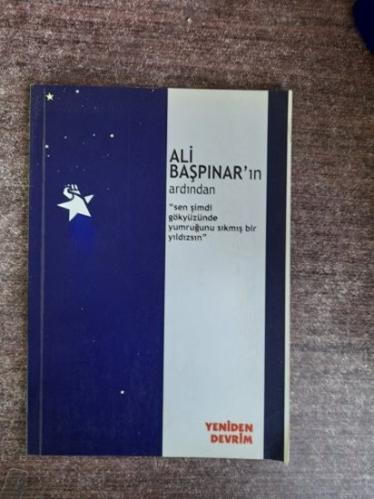 ALİ
BAŞPINAR'ın
ardından
"sen şimdi
gökyüzünde
yumruğunu sıkmış bir
yıldızsın"
YENİDEN
DEVRİM